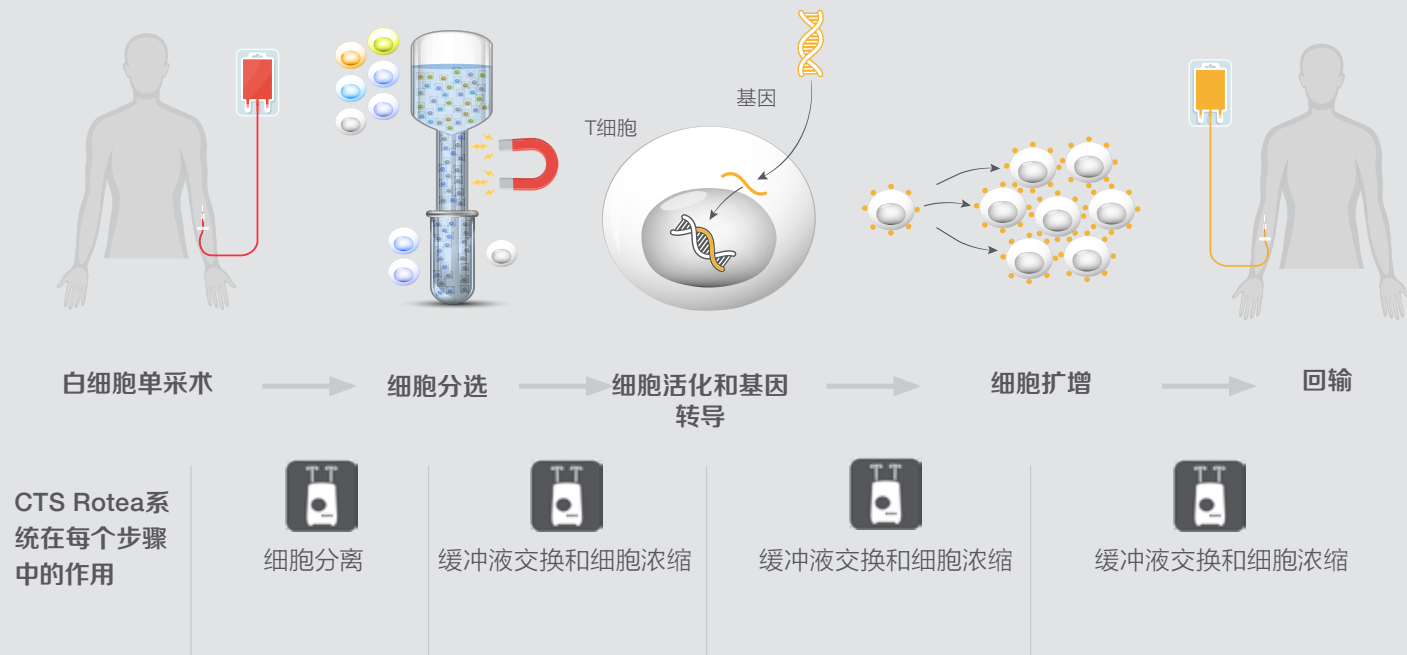 基因
T细胞
白细胞单采术
细胞分选
细胞活化和基因
转导
细胞扩增
回输
CTS Rotea系
统在每个步骤
中的作用
细胞分离
缓冲液交换和细胞浓缩
缓冲液交换和细胞浓缩
缓冲液交换和细胞浓缩